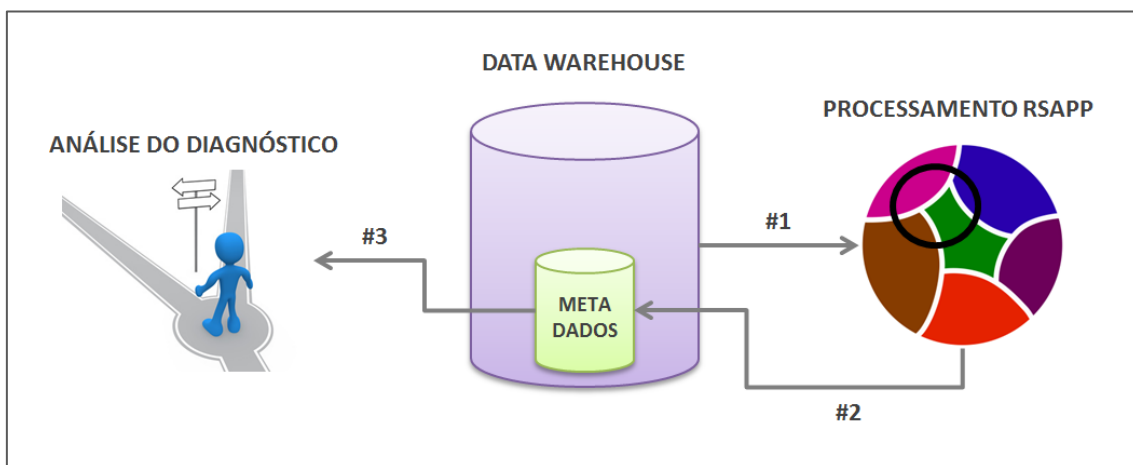 DATA WAREHOUSE
PROCESSAMENTO RSAPP
ANÁLISE DO DIAGNÓSTICO
#3
#1
META
DADOS
#2